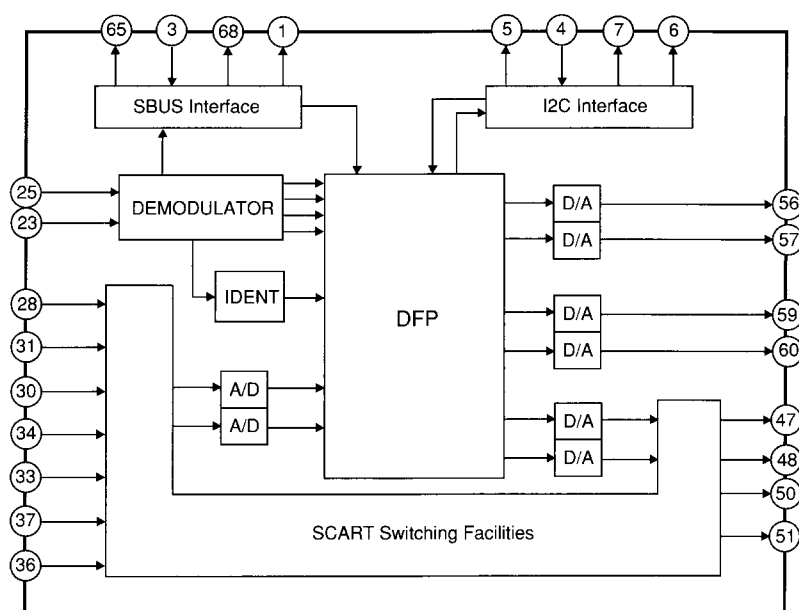 65 3 68 1 5 4 7 6
SBUS Interface
I2C Interface
25
23
DEMODULATOR
IDENT
28
31
30
34
33
37
36
A/D
A/D
DFP
D/A
D/A
D/A
D/A
D/A
D/A
56
57
59
60
47
48
50
51
SCART Switching Facilities